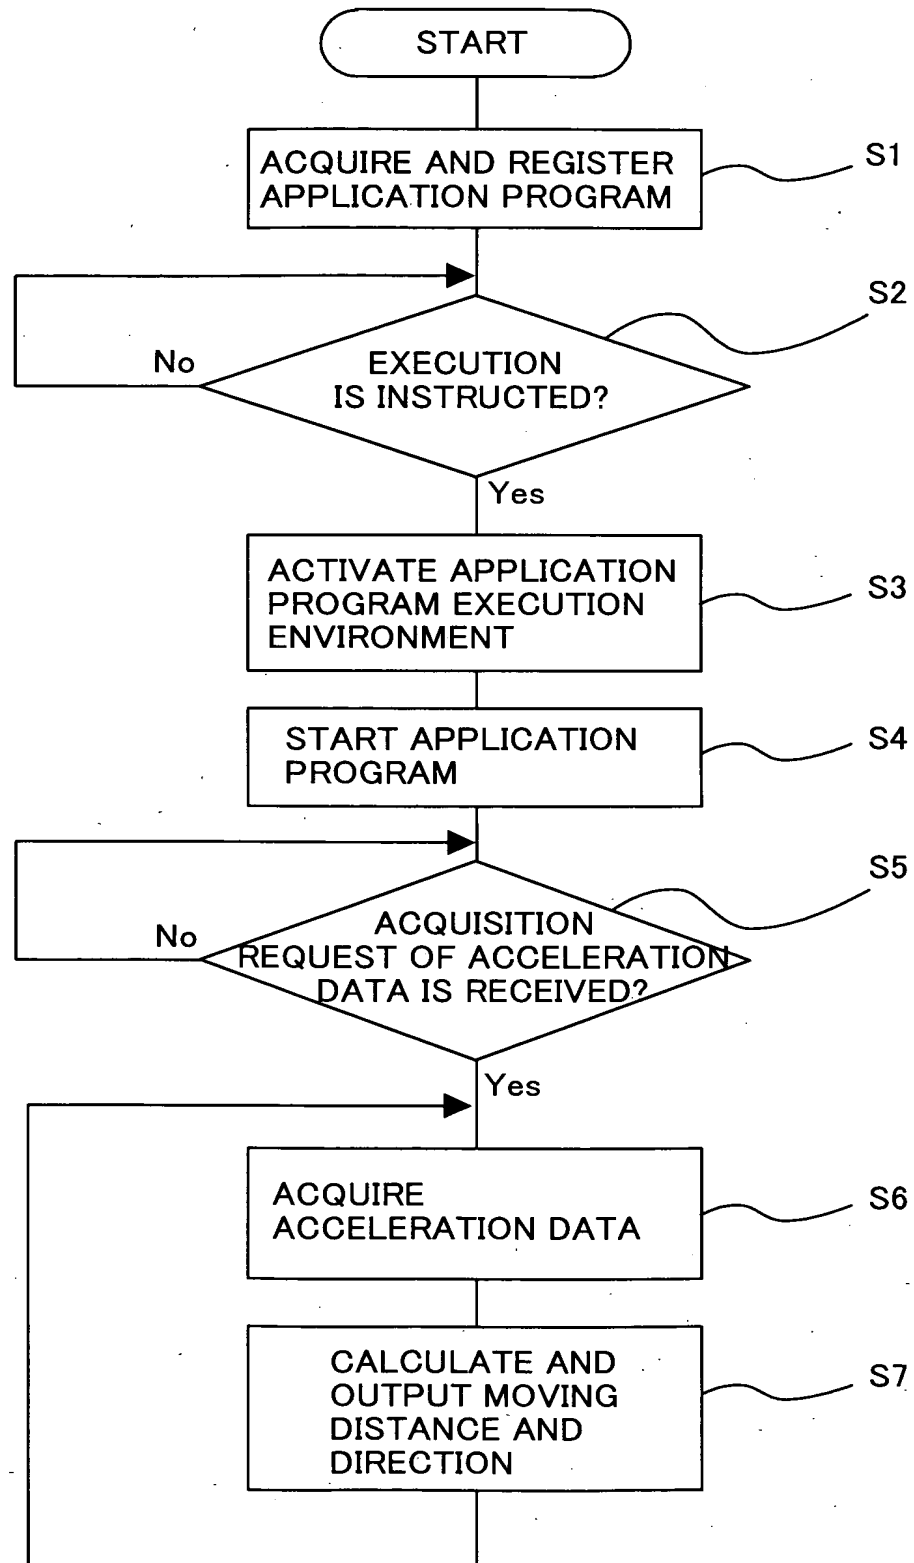 START
ACQUIRE AND REGISTER
APPLICATION PROGRAM
S1
S2
No
EXECUTION
IS INSTRUCTED?
Yes
ACTIVATE APPLICATION
PROGRAM EXECUTION
ENVIRONMENT
S3
START APPLICATION
PROGRAM
S4
S5
No
ACQUISITION
REQUEST OF ACCELERATION
DATA IS RECEIVED?
Yes
ACQUIRE
ACCELERATION DATA
S6
CALCULATE AND
OUTPUT MOVING
DISTANCE AND
DIRECTION
S7